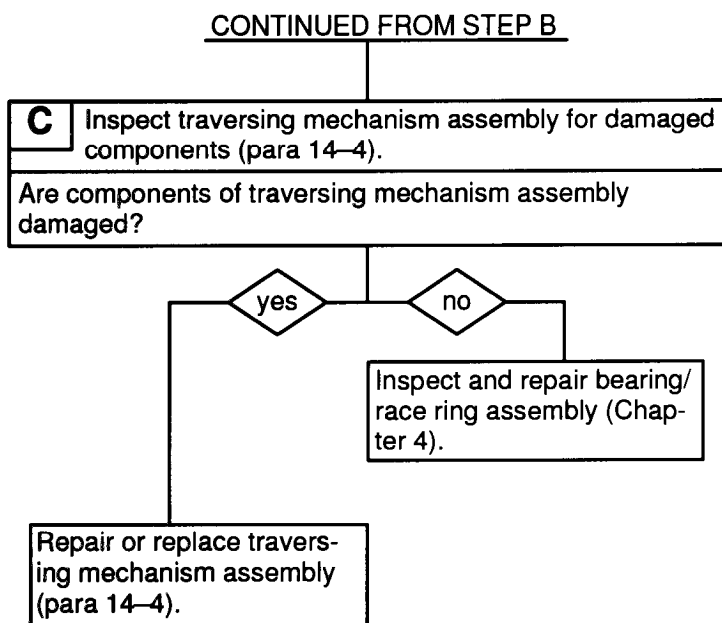 CONTINUED FROM STEP B
C
Inspect traversing mechanism assembly for damaged
components (para 14–4).
Are components of traversing mechanism assembly
damaged?
yes
no
Inspect and repair bearing/
race ring assembly (Chap-
ter 4).
Repair or replace travers-
ing mechanism assembly
(para 14–4).